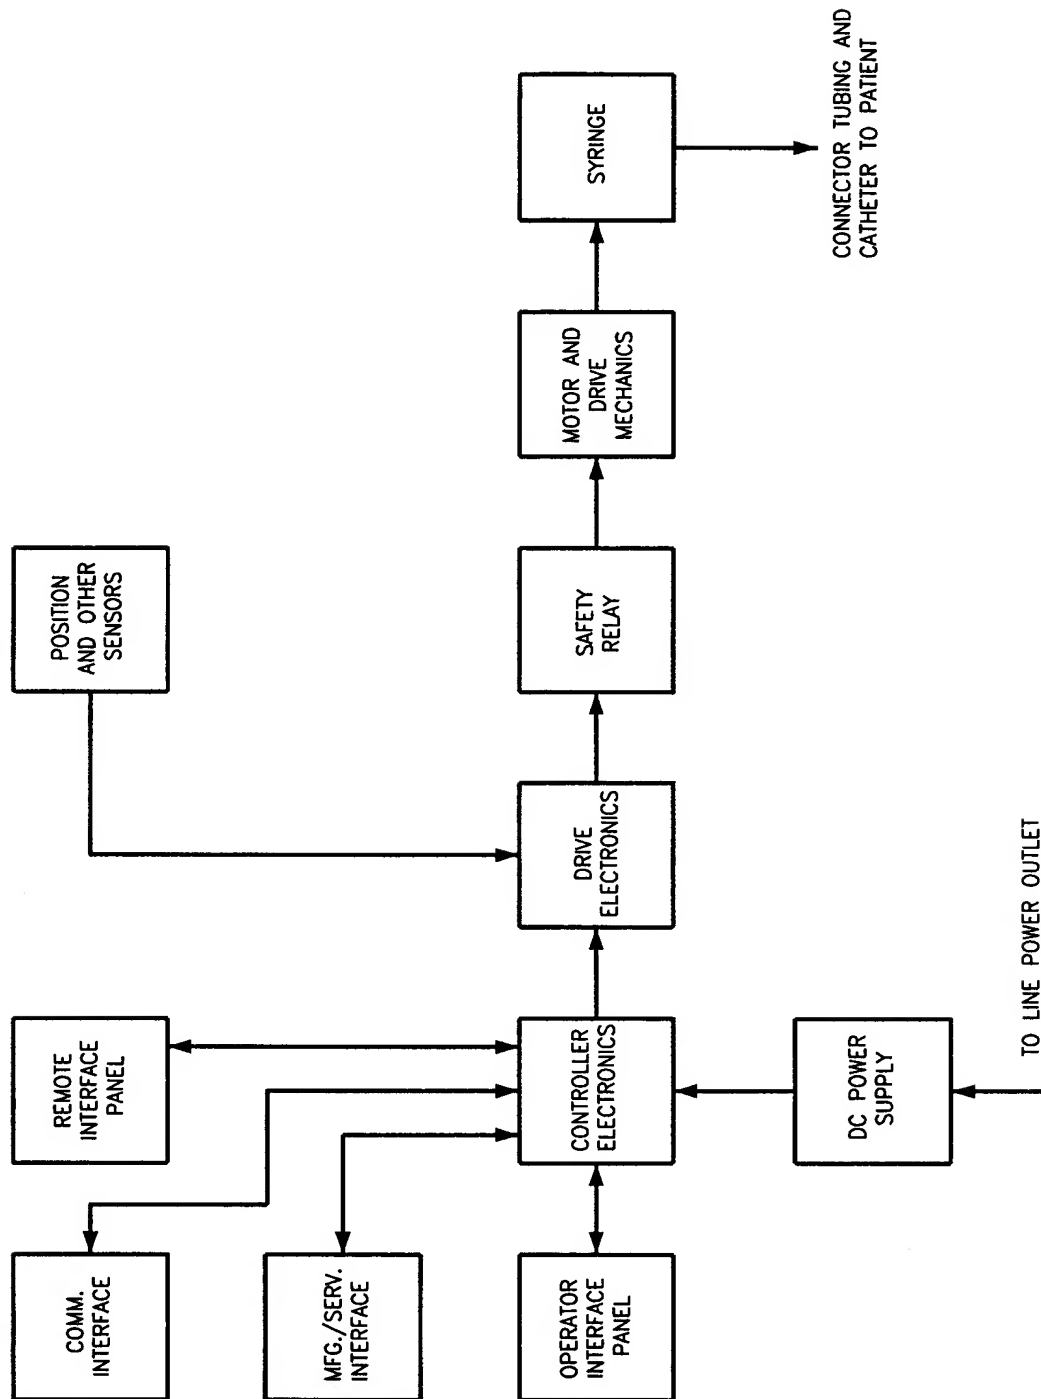 COMM.
INTERFACE
REMOTE
INTERFACE
PANEL
POSITION
AND OTHER
SENSORS
MFG./SERV.
INTERFACE
OPERATOR
INTERFACE
PANEL
CONTROLLER
ELECTRONICS
DRIVE
ELECTRONICS
SAFETY
RELAY
MOTOR AND
DRIVE
MECHANICS
SYRINGE
DC POWER
SUPPLY
CONNECTOR TUBING AND
CATHETER TO PATIENT
TO LINE POWER OUTLET